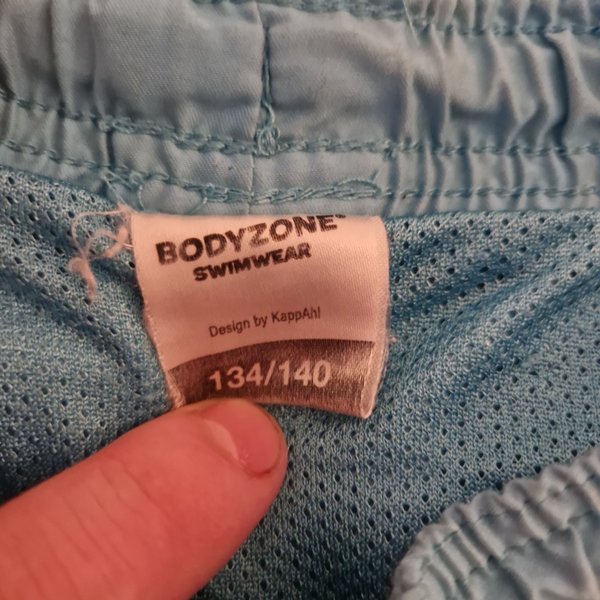 BODYZONE®
SWIMWEAR
Design by KappAhl
134/140